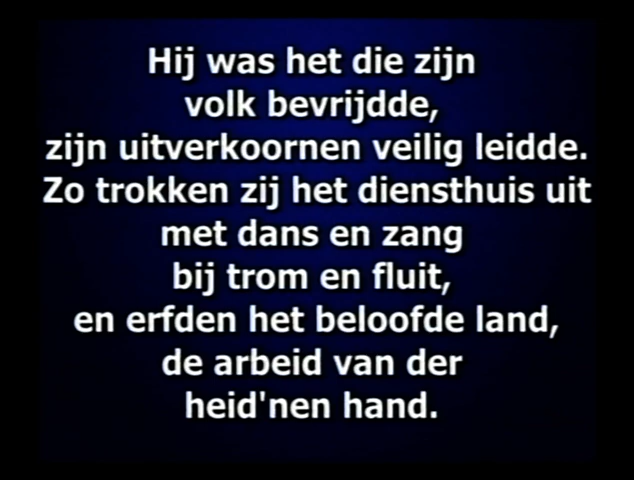 Hij was het die zijn
volk bevrijdde,
zijn uitverkoornen veilig leidde.
Zo trokken zij het diensthuis uit
met dans en zang
bij trom en fluit,
en erfden het beloofde land,
de arbeid van der
heid'nen hand.